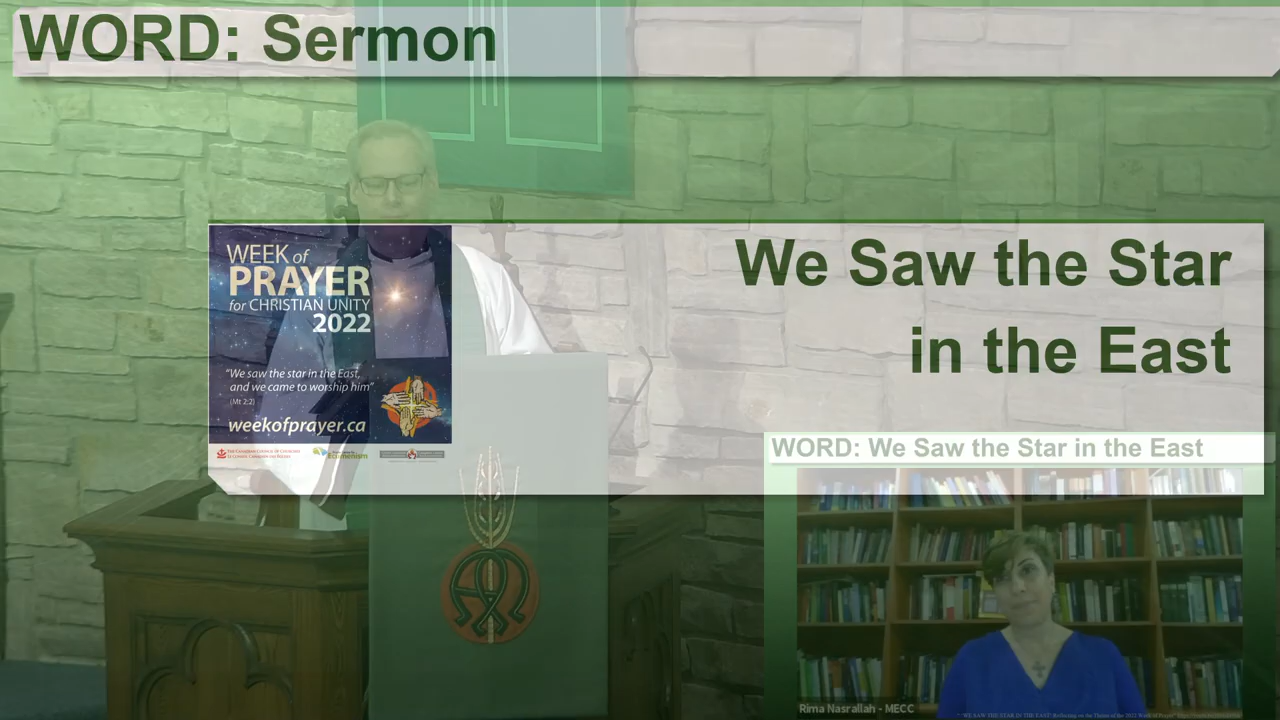 WORD: Sermon
We Saw the Star
in the East
WEEK of
PRAYER
for CHRISTIAN UNITY
2022
"We saw the star in the East,
and we came to worship him"
(Mt 2:2)
weekofprayer.ca
WORD: We Saw the Star in the East
Rima Nasrallah - MECC